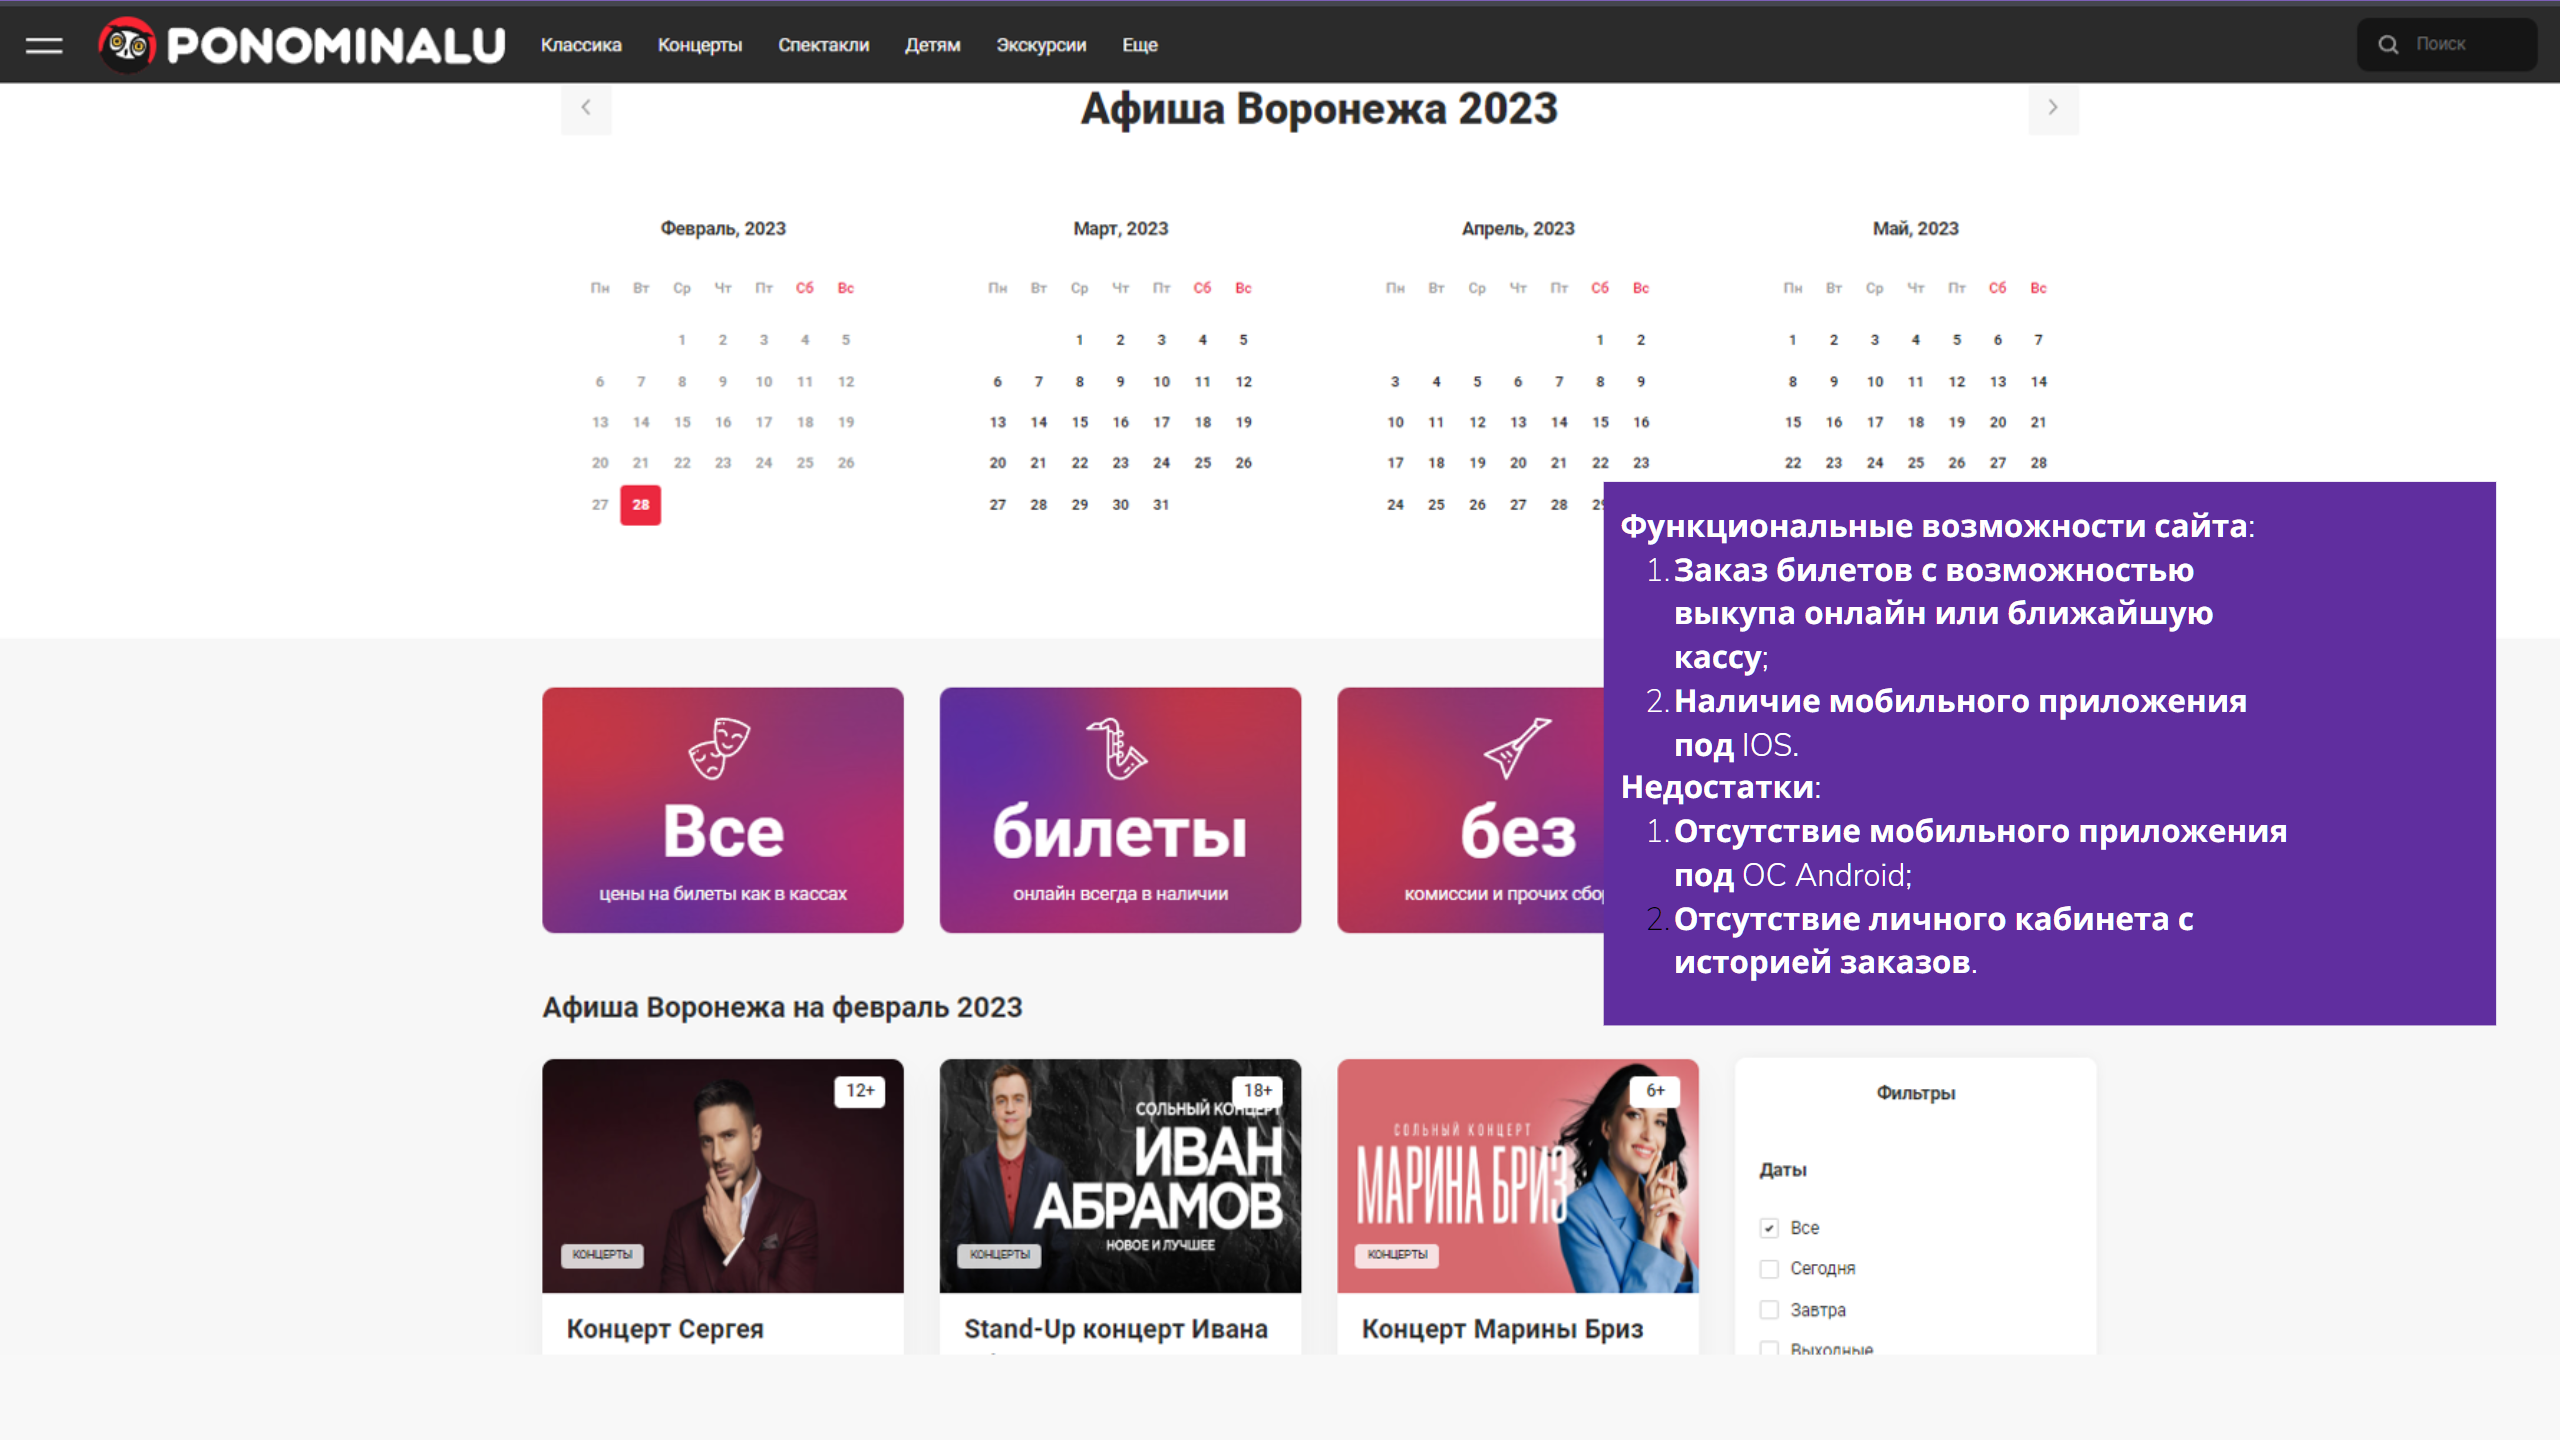 PONOMINALU Классика Концерты Спектакли Детям Экскурсии Еще Поиск
Афиша Воронежа 2023
Февраль, 2023
Пн Вт Ср Чт Пт Сб Вс
1 2 3 4 5
6 7 8 9 10 11 12
13 14 15 16 17 18 19
20 21 22 23 24 25 26
27 28
Март, 2023
Пн Вт Ср Чт Пт Сб Вс
1 2 3 4 5
6 7 8 9 10 11 12
13 14 15 16 17 18 19
20 21 22 23 24 25 26
27 28 29 30 31
Апрель, 2023
Пн Вт Ср Чт Пт Сб Вс
1 2
3 4 5 6 7 8 9
10 11 12 13 14 15 16
17 18 19 20 21 22 23
24 25 26 27 28 29
Май, 2023
Пн Вт Ср Чт Пт Сб Вс
1 2 3 4 5 6 7
8 9 10 11 12 13 14
15 16 17 18 19 20 21
22 23 24 25 26 27 28
Функциональные возможности сайта:
1. Заказ билетов с возможностью
выкупа онлайн или ближайшую
кассу;
2. Наличие мобильного приложения
под IOS.
Недостатки:
1. Отсутствие мобильного приложения
под ОС Android;
2. Отсутствие личного кабинета с
историей заказов.
Все
цены на билеты как в кассах
билеты
онлайн всегда в наличии
без
комиссии и прочих сбор
Афиша Воронежа на февраль 2023
12+
КОНЦЕРТЫ
Концерт Сергея
18+
СОЛЬНЫЙ КОНЦЕРТ
ИВАН
АБРАМОВ
НОВОЕ И ЛУЧШЕЕ
КОНЦЕРТЫ
Stand-Up концерт Ивана
6+
СОЛЬНЫЙ КОНЦЕРТ
МАРИНА БРИЗ
КОНЦЕРТЫ
Концерт Марины Бриз
Фильтры
Даты
Все
Сегодня
Завтра
Выходные